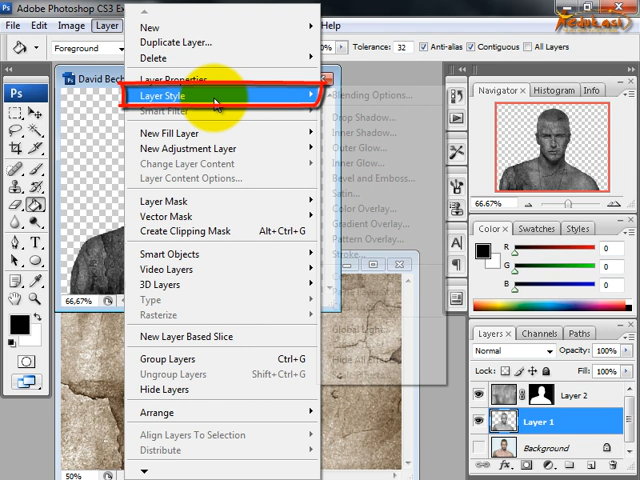 Adobe Photoshop CS3 Ex
edukasi
File Edit Image Layer Help
Foreground % Tolerance: 32 Anti-alias Contiguous All Layers
David Bech
Ps
New
Duplicate Layer...
Delete
Layer Properties...
Layer Style
Smart Filter
New Fill Layer
New Adjustment Layer
Change Layer Content
Layer Content Options...
Layer Mask
Vector Mask
Create Clipping Mask Alt+Ctrl+G
Smart Objects
Video Layers
3D Layers
Type
Rasterize
New Layer Based Slice
Group Layers Ctrl+G
Ungroup Layers Shift+Ctrl+G
Hide Layers
Arrange
Align Layers To Selection
Distribute
Blending Options...
Drop Shadow...
Inner Shadow...
Outer Glow...
Inner Glow...
Bevel and Emboss...
Satin...
Color Overlay...
Gradient Overlay...
Pattern Overlay...
Stroke...
Global Light...
Hide All Effects
66,67%
50%
Navigator Histogram Info
66.67%
Color Swatches Styles
R 0
G 0
B 0
Layers Channels Paths
Normal Opacity: 100%
Lock: Fill: 100%
Layer 2
Layer 1
Background